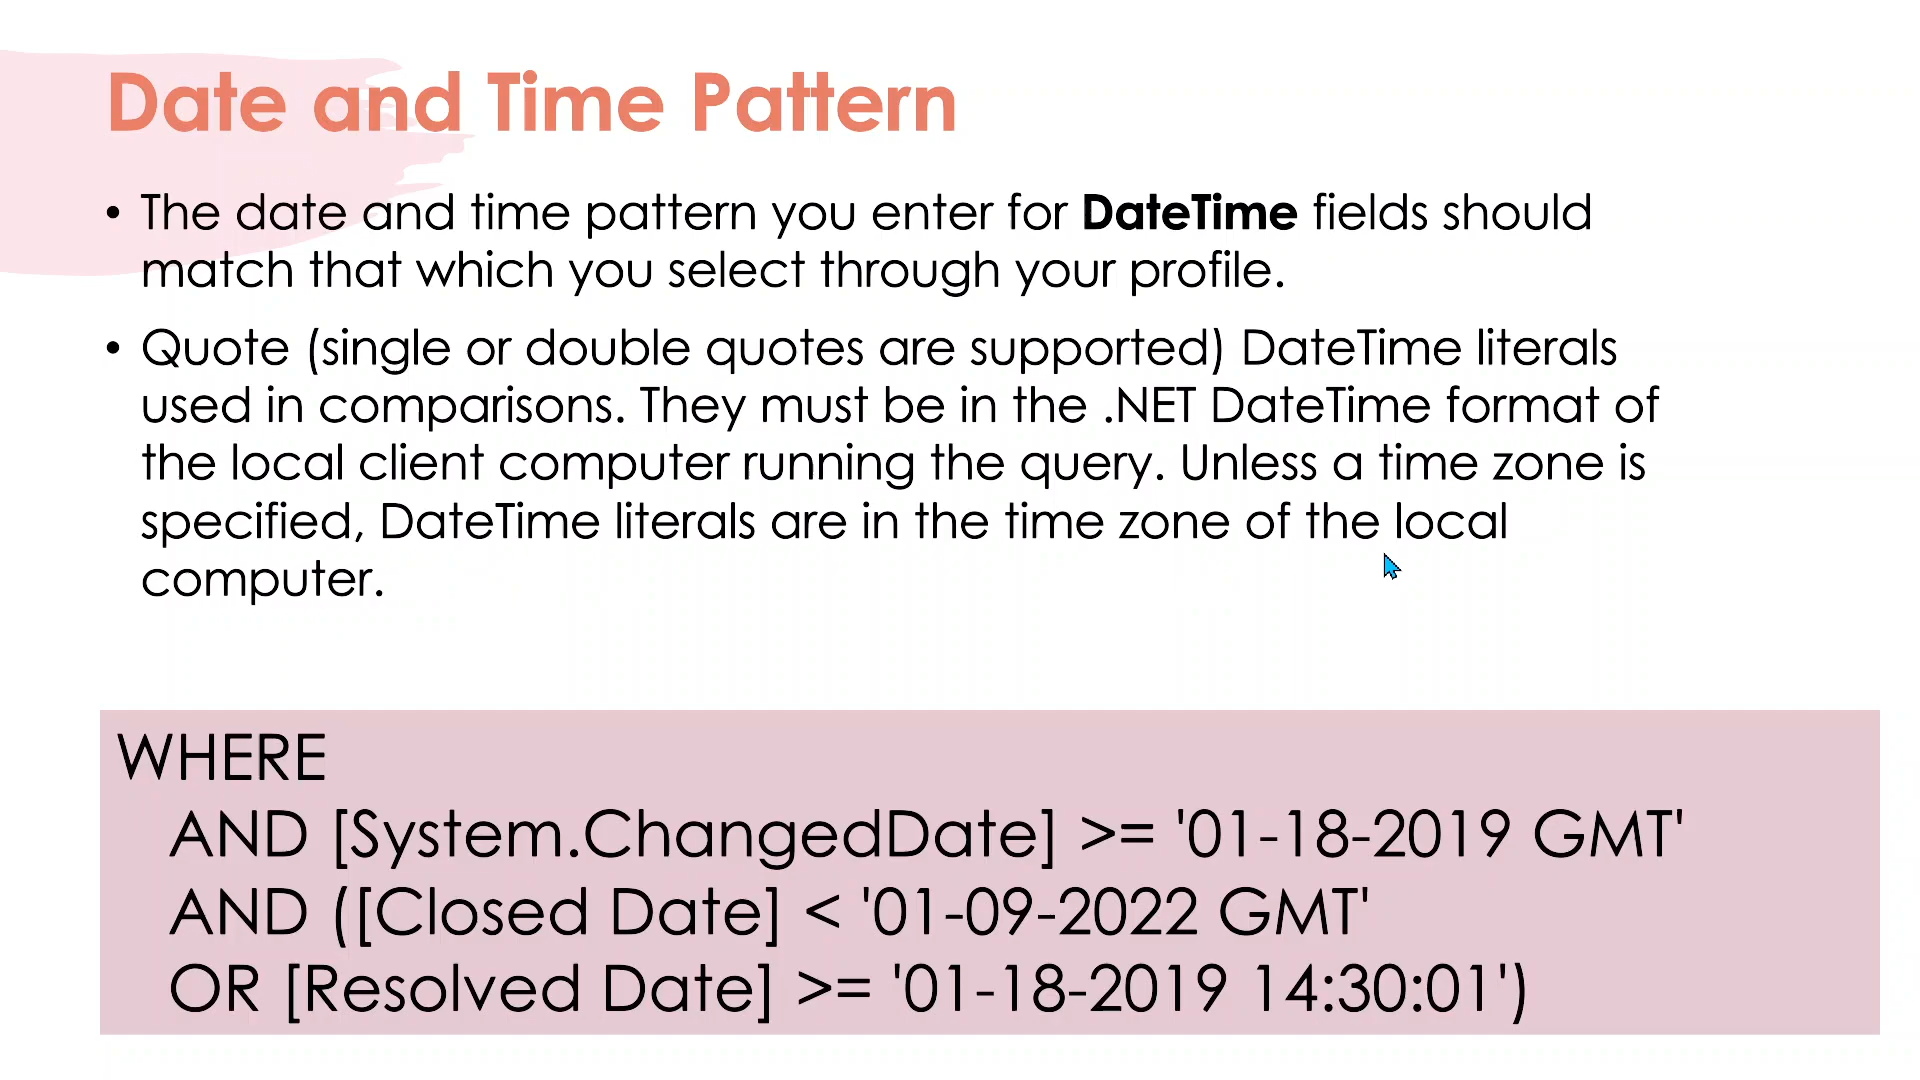 Date and Time Pattern
• The date and time pattern you enter for DateTime fields should
match that which you select through your profile.
• Quote (single or double quotes are supported) DateTime literals
used in comparisons. They must be in the .NET DateTime format of
the local client computer running the query. Unless a time zone is
specified, DateTime literals are in the time zone of the local
computer.
WHERE
AND [System.ChangedDate] >= '01-18-2019 GMT'
AND ([Closed Date] < '01-09-2022 GMT'
OR [Resolved Date] >= '01-18-2019 14:30:01')